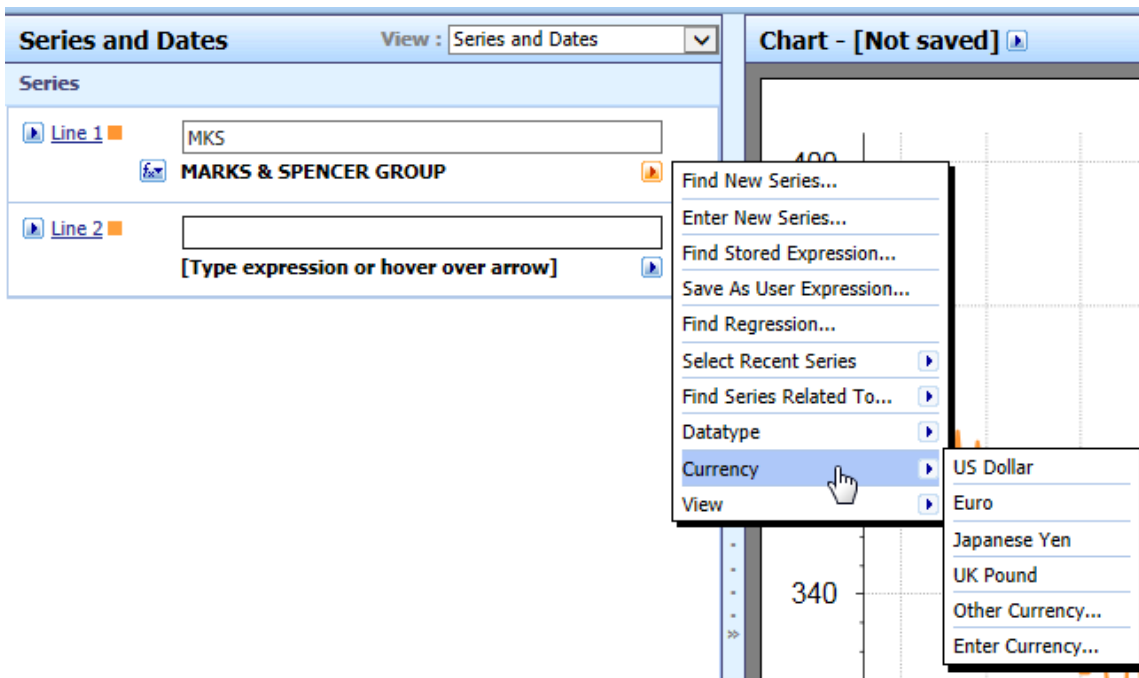 Series and Dates
View : Series and Dates
Chart - [Not saved]
Series
Line 1
MKS
MARKS & SPENCER GROUP
Line 2
[Type expression or hover over arrow]
400
Find New Series...
Enter New Series...
Find Stored Expression...
Save As User Expression...
Find Regression...
Select Recent Series
Find Series Related To...
Datatype
Currency
View
US Dollar
Euro
Japanese Yen
UK Pound
Other Currency...
Enter Currency...
340